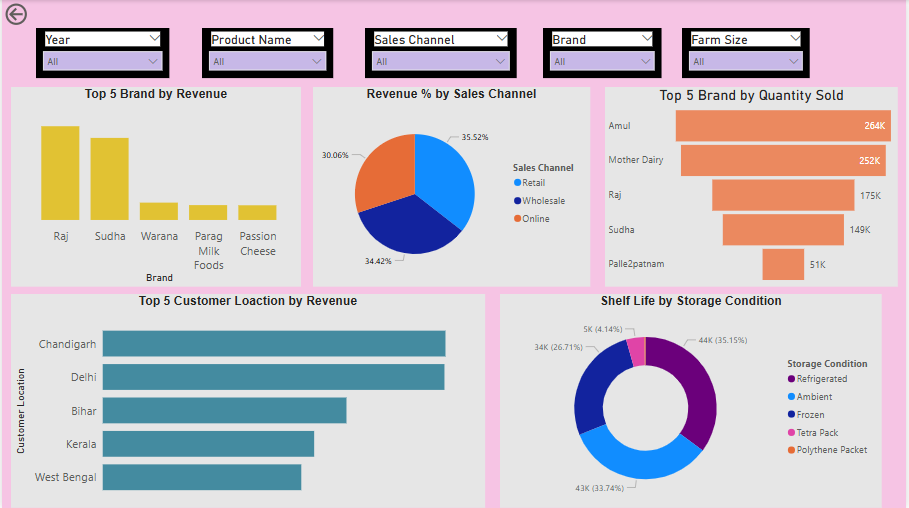 Year
Product Name
Sales Channel
Brand
Farm Size
All
All
All
All
All
Top 5 Brand by Revenue
Raj
Sudha
Warana
Parag
Milk
Foods
Passion
Cheese
Brand
Revenue % by Sales Channel
35.52%
30.06%
34.42%
Sales Channel
Retail
Wholesale
Online
Top 5 Brand by Quantity Sold
Amul
264K
Mother Dairy
252K
Raj
175K
Sudha
149K
Palle2patnam
51K
Top 5 Customer Loaction by Revenue
Customer Location
Chandigarh
Delhi
Bihar
Kerala
West Bengal
Shelf Life by Storage Condition
5K (4.14%)
44K (35.15%)
34K (26.71%)
43K (33.74%)
Storage Condition
Refrigerated
Ambient
Frozen
Tetra Pack
Polythene Packet